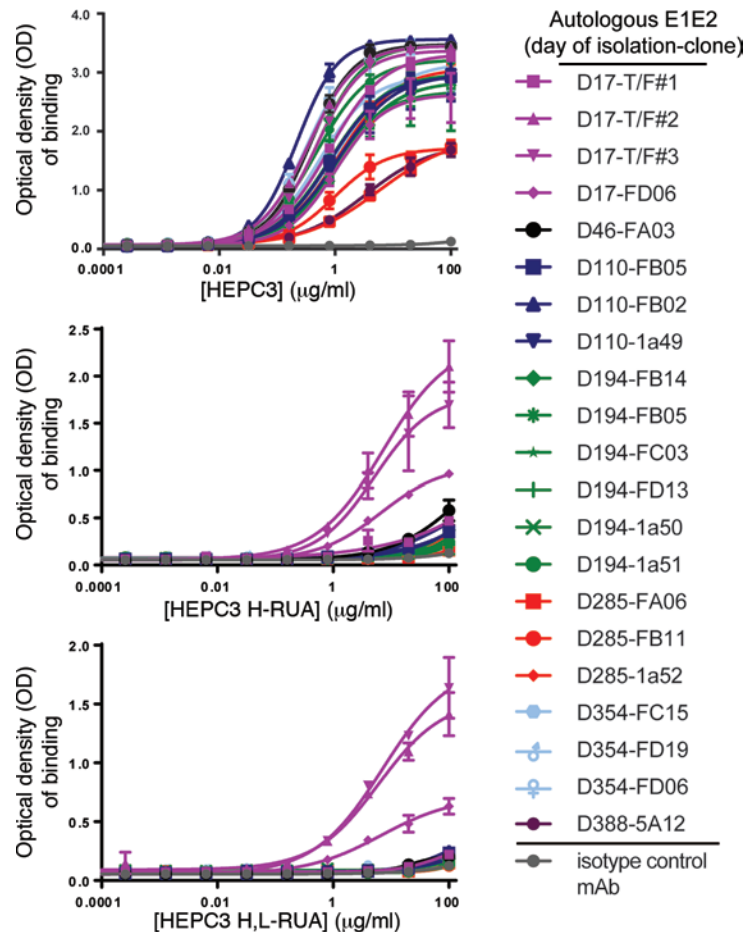 Optical density (OD)
of binding
4.0
3.0
2.0
1.0
0.0
0.0001
0.01
1
100
[HEPC3] (μg/ml)
Optical density (OD)
of binding
2.5
2.0
1.5
1.0
0.5
0.0
0.0001
0.01
1
100
[HEPC3 H-RUA] (μg/ml)
Optical density (OD)
of binding
2.0
1.5
1.0
0.5
0.0
0.0001
0.01
1
100
[HEPC3 H,L-RUA] (μg/ml)
Autologous E1E2
(day of isolation-clone)
D17-T/F#1
D17-T/F#2
D17-T/F#3
D17-FD06
D46-FA03
D110-FB05
D110-FB02
D110-1a49
D194-FB14
D194-FB05
D194-FC03
D194-FD13
D194-1a50
D194-1a51
D285-FA06
D285-FB11
D285-1a52
D354-FC15
D354-FD19
D354-FD06
D388-5A12
isotype control
mAb